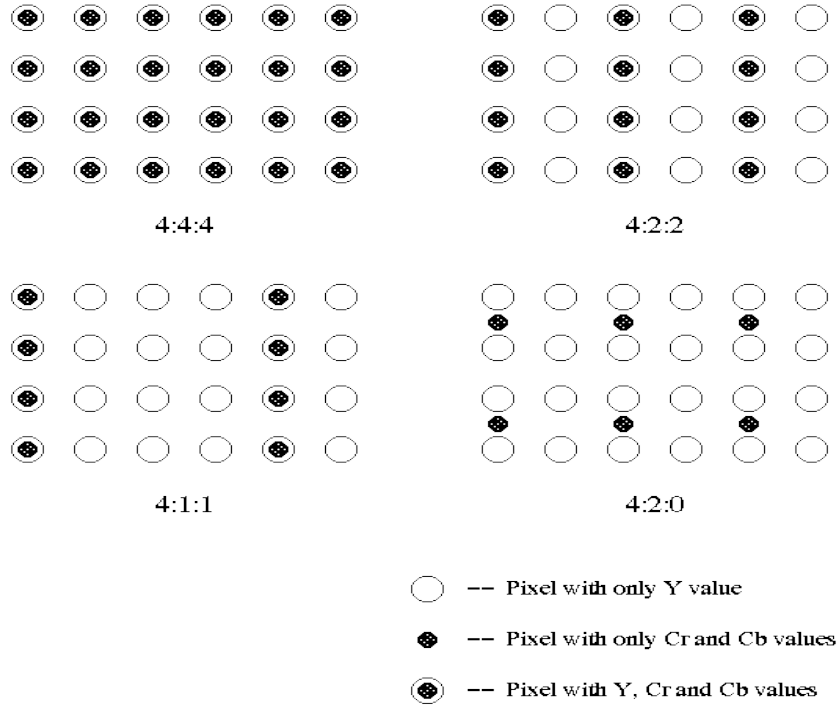 4:4:4
4:2:2
4:1:1
4:2:0
-- Pixel with only Y value
-- Pixel with only Cr and Cb values
-- Pixel with Y, Cr and Cb values